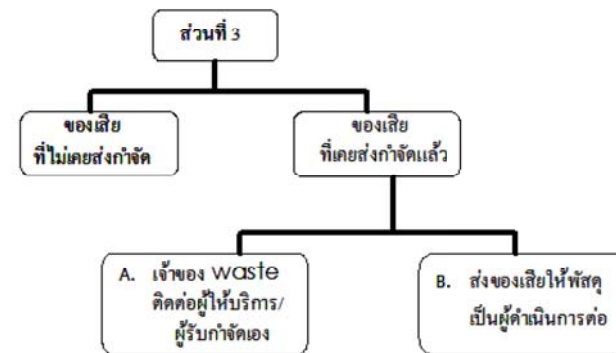 ส่วนที่ 3
ของเสีย
ที่ไม่เคยส่งกำจัด
ของเสีย
ที่เคยส่งกำจัดแล้ว
A. เจ้าของ waste
ติดต่อผู้ให้บริการ/
ผู้รับกำจัดเอง
B. ส่งของเสียให้พัสดุ
เป็นผู้ดำเนินการต่อ